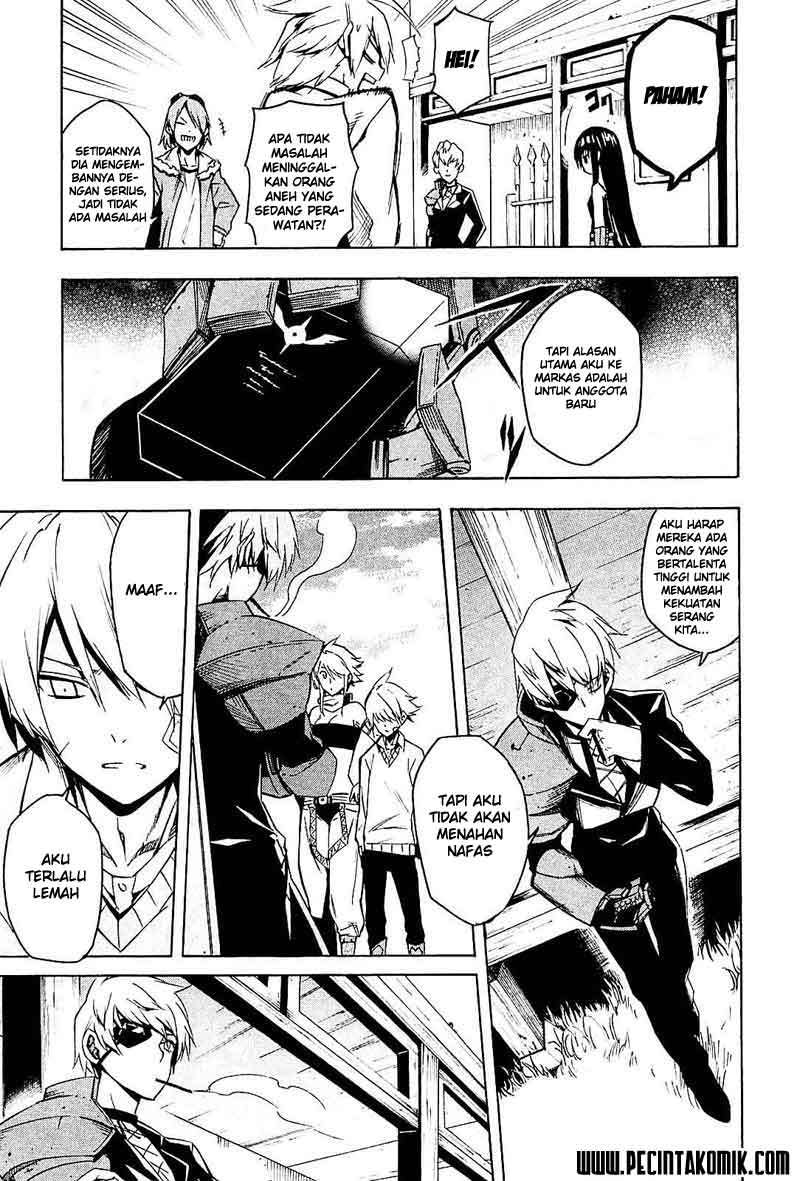 PAHAM!
コク
HEI!
APA TIDAK
MASALAH
MENINGGAL-
KAN ORANG
ANEH YANG
SEDANG PERA-
WATAN?!
SETIDAKNYA
DIA MENGEM-
BANNYA DE-
NGAN SERIUS,
JADI TIDAK
ADA MASALAH
TAPI ALASAN
UTAMA AKU KE
MARKAS ADALAH
UNTUK ANGGOTA
BARU
AKU HARAP
MEREKA ADA
ORANG YANG
BERTALENTA
TINGGI UNTUK
MENAMBAH
KEKUATAN
SERANG
KITA...
TAPI AKU
TIDAK AKAN
MENAHAN
NAFAS
MAAF...
AKU
TERLALU
LEMAH
WWW.PECINTAKOMIK.COM